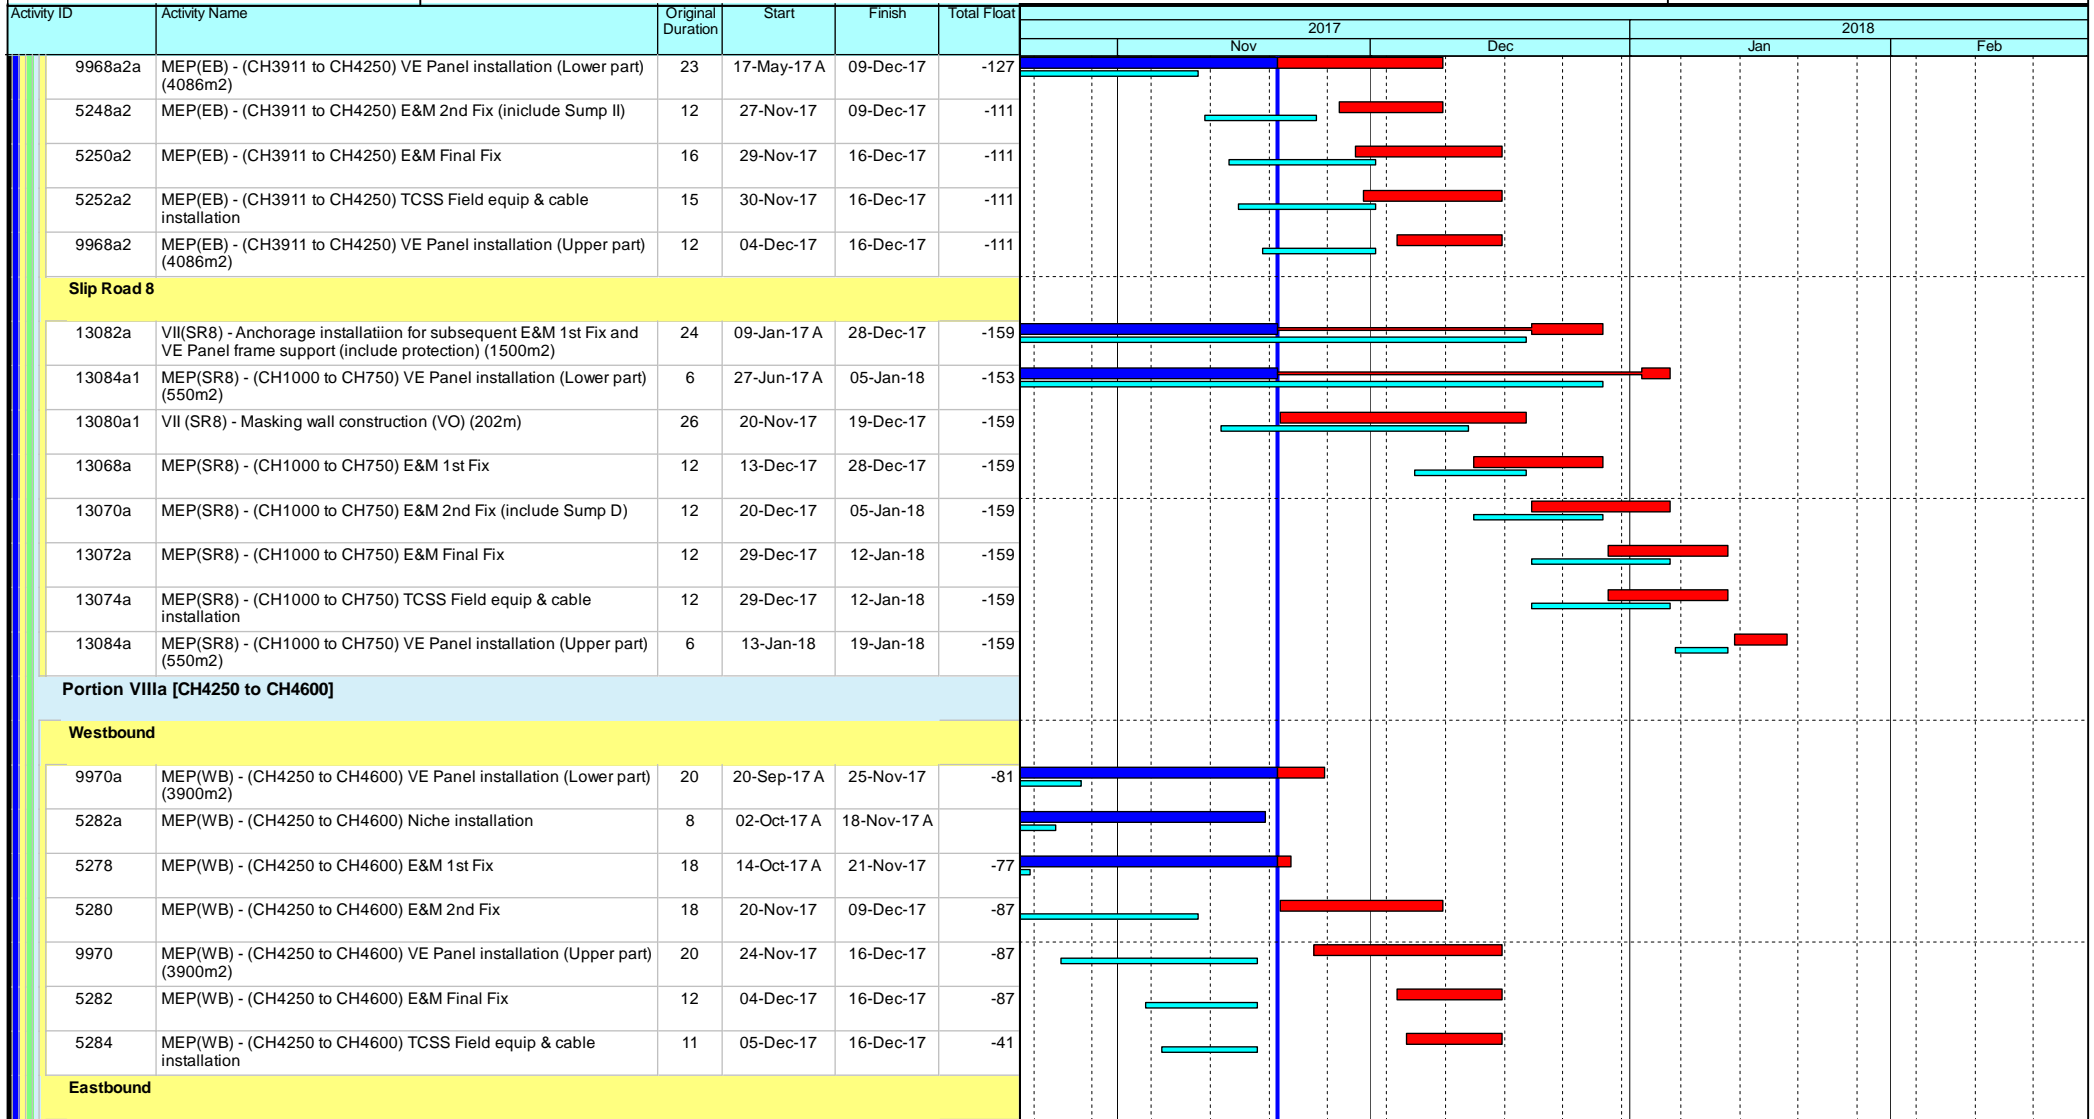 Activity ID Activity Name Original Start Finish Total Float
Duration
2017 2018
Nov Dec Jan Feb
9968a2a MEP(EB) - (CH3911 to CH4250) VE Panel installation (Lower part) 23 17-May-17 A 09-Dec-17 -127
(4086m2)
5248a2 MEP(EB) - (CH3911 to CH4250) E&M 2nd Fix (iniclude Sump II) 12 27-Nov-17 09-Dec-17 -111
5250a2 MEP(EB) - (CH3911 to CH4250) E&M Final Fix 16 29-Nov-17 16-Dec-17 -111
5252a2 MEP(EB) - (CH3911 to CH4250) TCSS Field equip & cable 15 30-Nov-17 16-Dec-17 -111
installation
9968a2 MEP(EB) - (CH3911 to CH4250) VE Panel installation (Upper part) 12 04-Dec-17 16-Dec-17 -111
(4086m2)
Slip Road 8
13082a VII(SR8) - Anchorage installatiion for subsequent E&M 1st Fix and 24 09-Jan-17 A 28-Dec-17 -159
VE Panel frame support (include protection) (1500m2)
13084a1 MEP(SR8) - (CH1000 to CH750) VE Panel installation (Lower part) 6 27-Jun-17 A 05-Jan-18 -153
(550m2)
13080a1 VII (SR8) - Masking wall construction (VO) (202m) 26 20-Nov-17 19-Dec-17 -159
13068a MEP(SR8) - (CH1000 to CH750) E&M 1st Fix 12 13-Dec-17 28-Dec-17 -159
13070a MEP(SR8) - (CH1000 to CH750) E&M 2nd Fix (include Sump D) 12 20-Dec-17 05-Jan-18 -159
13072a MEP(SR8) - (CH1000 to CH750) E&M Final Fix 12 29-Dec-17 12-Jan-18 -159
13074a MEP(SR8) - (CH1000 to CH750) TCSS Field equip & cable 12 29-Dec-17 12-Jan-18 -159
installation
13084a MEP(SR8) - (CH1000 to CH750) VE Panel installation (Upper part) 6 13-Jan-18 19-Jan-18 -159
(550m2)
Portion VIIIa [CH4250 to CH4600]
Westbound
9970a MEP(WB) - (CH4250 to CH4600) VE Panel installation (Lower part) 20 20-Sep-17 A 25-Nov-17 -81
(3900m2)
5282a MEP(WB) - (CH4250 to CH4600) Niche installation 8 02-Oct-17 A 18-Nov-17 A
5278 MEP(WB) - (CH4250 to CH4600) E&M 1st Fix 18 14-Oct-17 A 21-Nov-17 -77
5280 MEP(WB) - (CH4250 to CH4600) E&M 2nd Fix 18 20-Nov-17 09-Dec-17 -87
9970 MEP(WB) - (CH4250 to CH4600) VE Panel installation (Upper part) 20 24-Nov-17 16-Dec-17 -87
(3900m2)
5282 MEP(WB) - (CH4250 to CH4600) E&M Final Fix 12 04-Dec-17 16-Dec-17 -87
5284 MEP(WB) - (CH4250 to CH4600) TCSS Field equip & cable 11 05-Dec-17 16-Dec-17 -41
installation
Eastbound